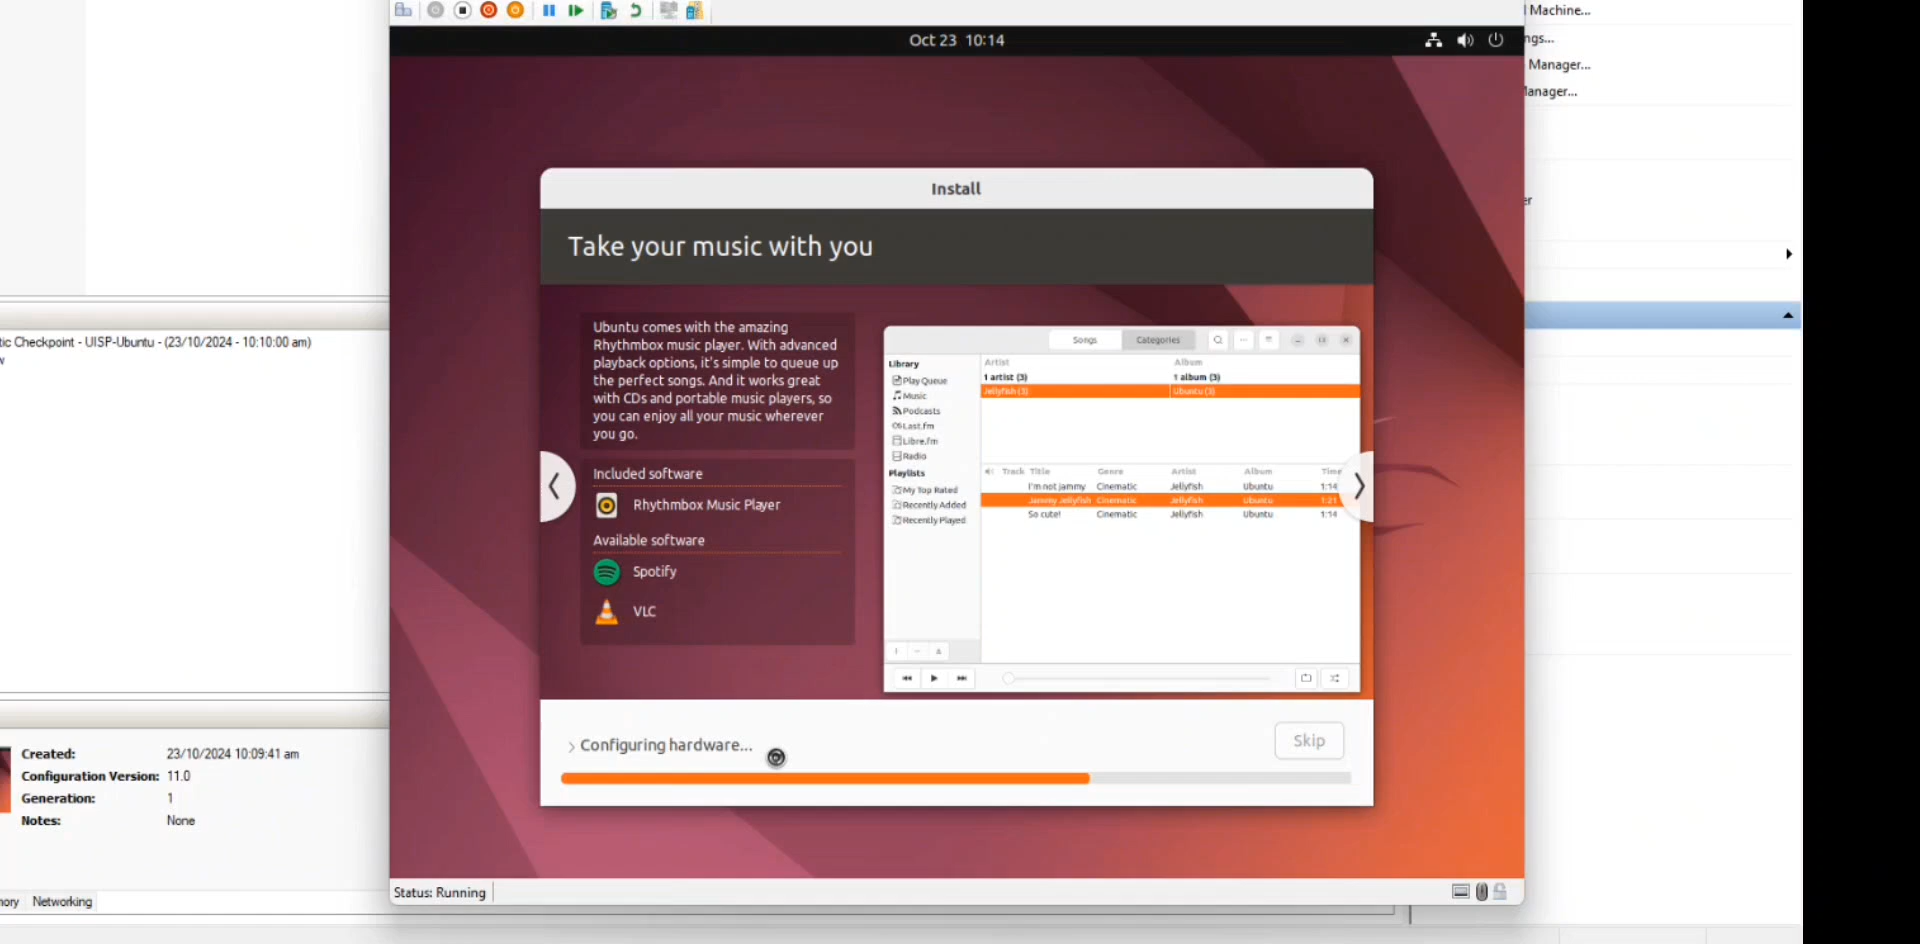 Machine...
ngs...
Manager...
Oct 23 10:14
Install
Take your music with you
Ubuntu comes with the amazing
Rhythmbox music player. With advanced
playback options, it's simple to queue up
the perfect songs. And it works great
with CDs and portable music players, so
you can enjoy all your music wherever
you go.
Included software
Rhythmbox Music Player
Available software
Spotify
VLC
Songs Categories
Library
Play Queue
Music
Podcasts
Last.fm
Libre.fm
Radio
Playlists
My Top Rated
Recently Added
Recently Played
Artist Album
1 artist (3) 1 album (3)
Jellyfish (3) Ubuntu (3)
Track Title Genre Artist Album Time
I'm not jammy Cinematic Jellyfish Ubuntu 1:14
Jammy Jellyfish Cinematic Jellyfish Ubuntu 1:21
So cute! Cinematic Jellyfish Ubuntu 1:14
Configuring hardware...
Skip
Status: Running
tic Checkpoint - UISP-Ubuntu - (23/10/2024 - 10:10:00 am)
Created: 23/10/2024 10:09:41 am
Configuration Version: 11.0
Generation: 1
Notes: None
Networking